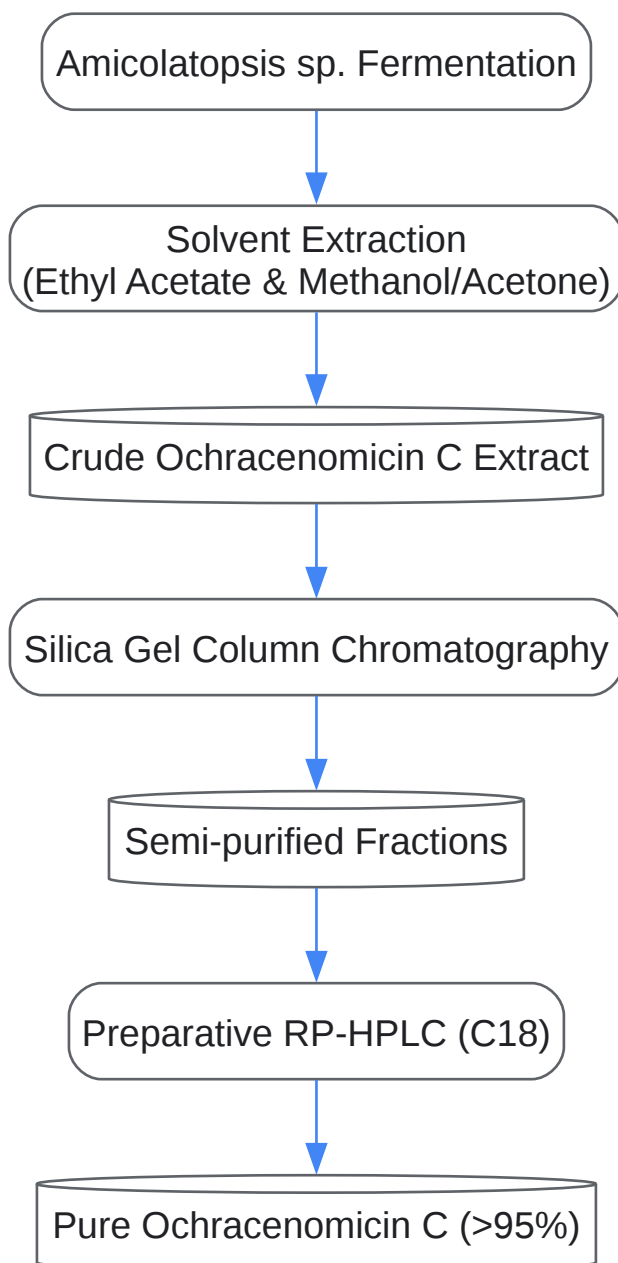 Amicolatopsis sp. Fermentation
Solvent Extraction
(Ethyl Acetate & Methanol/Acetone)
Crude Ochracenomicin C Extract
Silica Gel Column Chromatography
Semi-purified Fractions
Preparative RP-HPLC (C18)
Pure Ochracenomicin C (>95%)